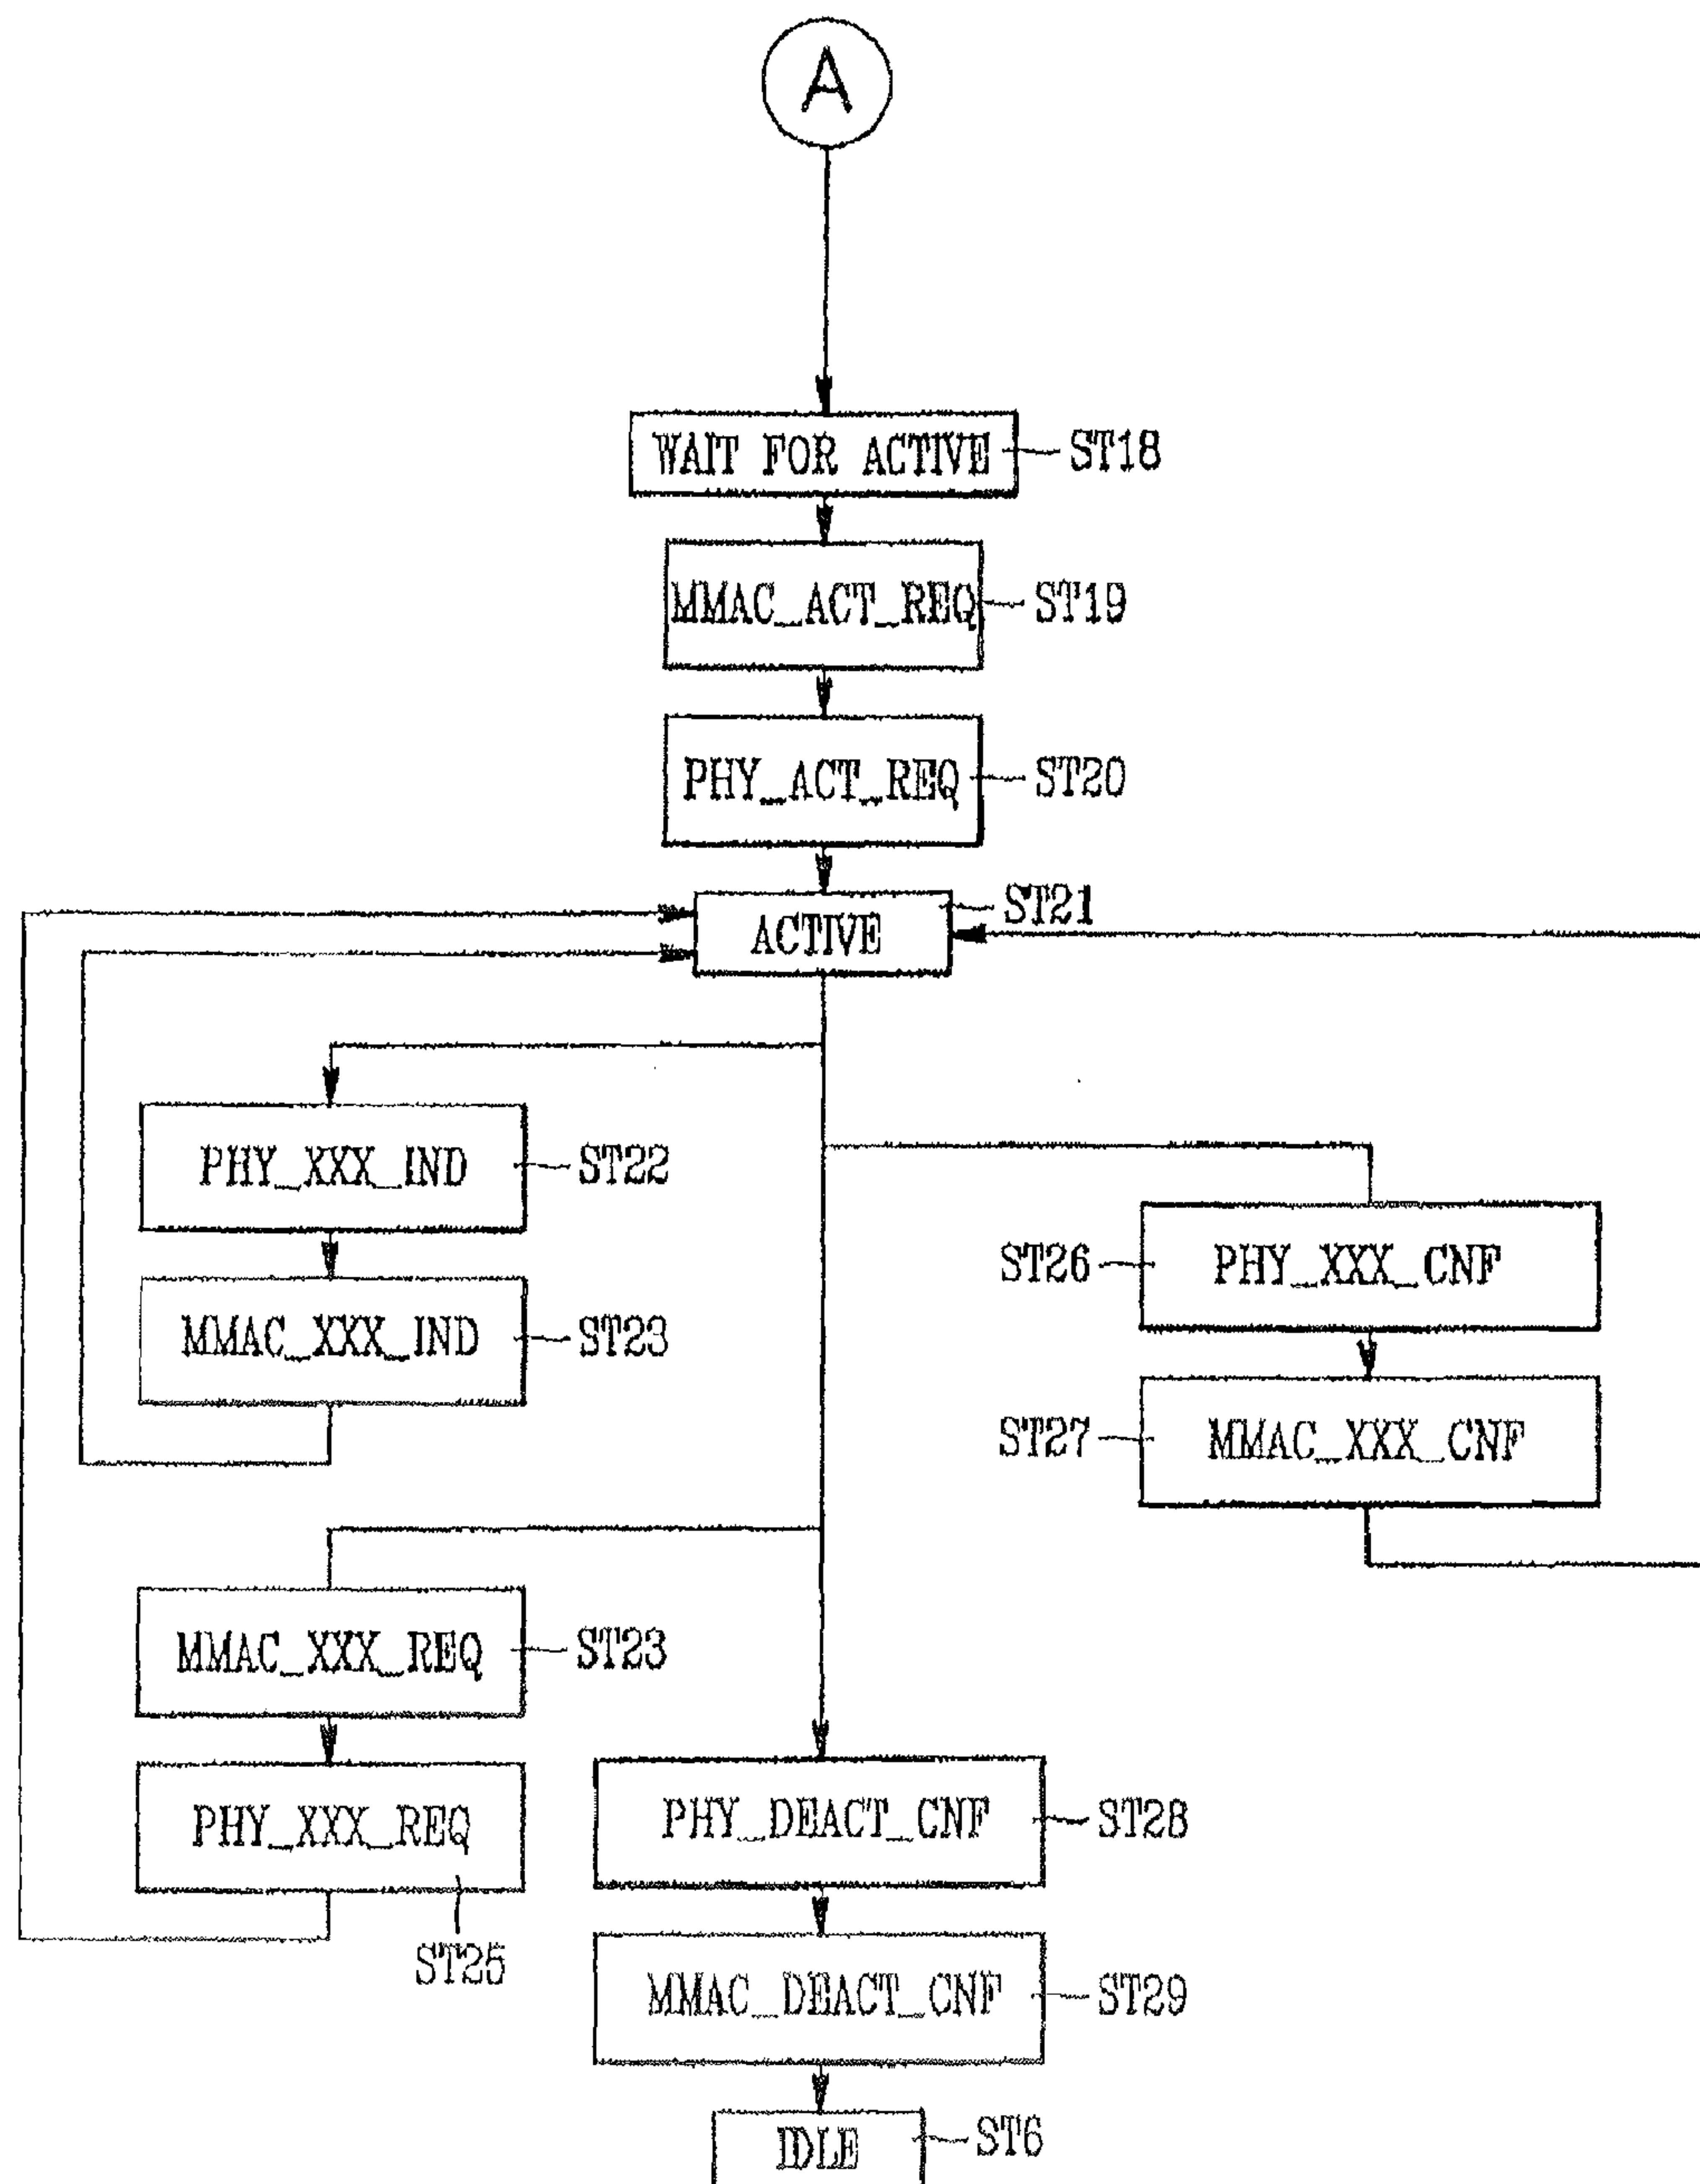 A
WAIT FOR ACTIVE ST18
MMAC_ACT_REQ ST19
PHY_ACT_REQ ST20
ACTIVE ST21
PHY_XXX_IND ST22
MMAC_XXX_IND ST23
ST26 PHY_XXX_CNF
ST27 MMAC_XXX_CNF
MMAC_XXX_REQ ST23
PHY_XXX_REQ
ST25
PHY_DEACT_CNF ST28
MMAC_DEACT_CNF ST29
IDLE ST6